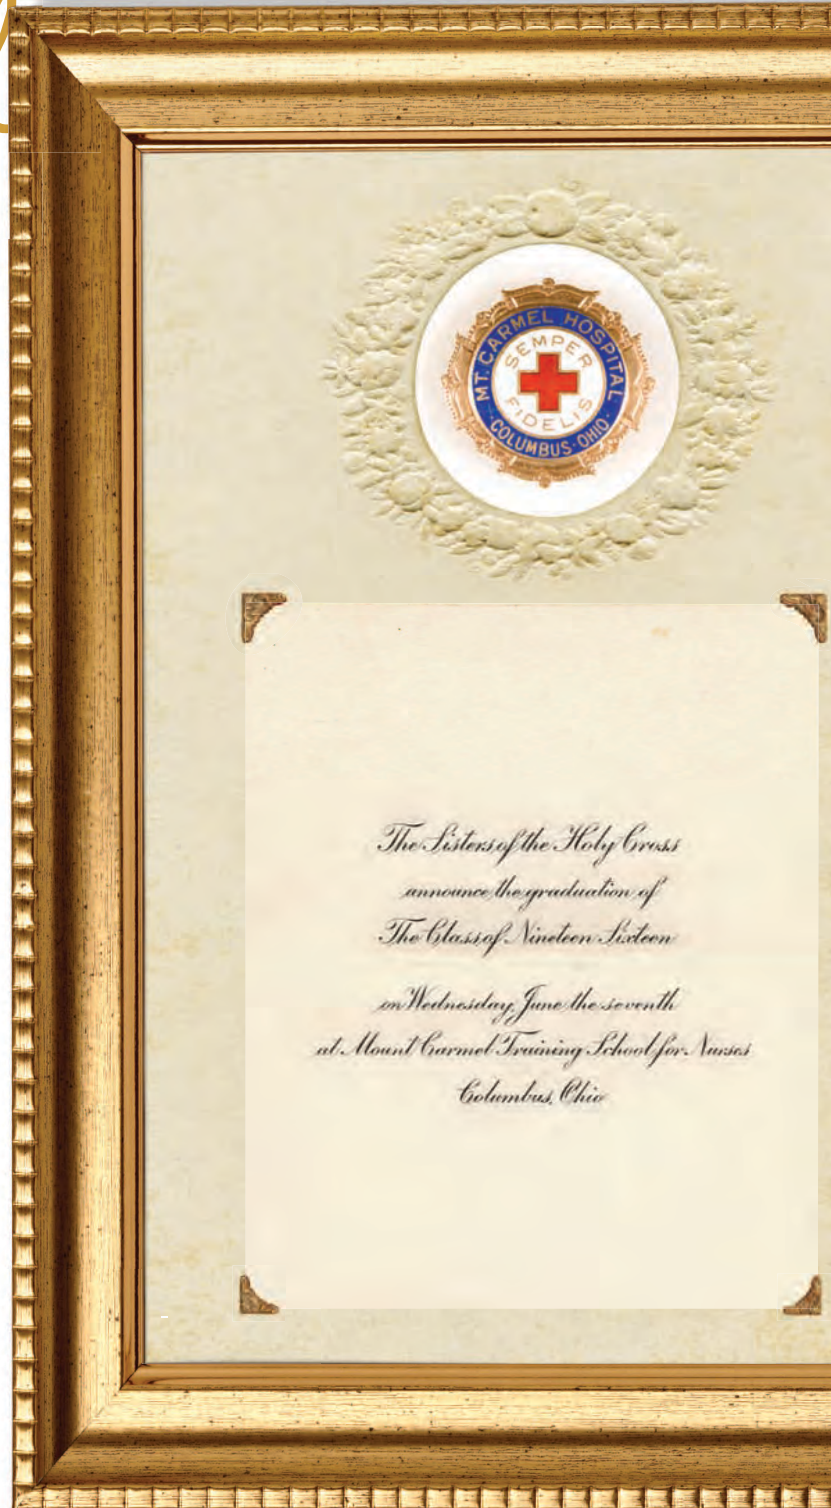 MT. CARMEL HOSPITAL
SEMPER
FIDELIS
COLUMBUS · OHIO
The Sisters of the Holy Cross
announce the graduation of
The Class of Nineteen Sixteen
on Wednesday, June the seventh
at Mount Carmel Training School for Nurses
Columbus, Ohio